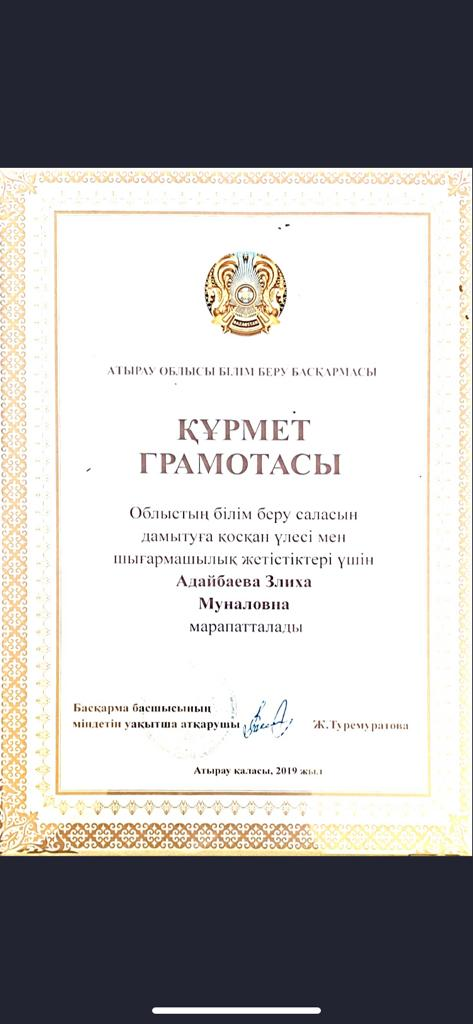 АТЫРАУ ОБЛЫСЫ БІЛІМ БЕРУ БАСҚАРМАСЫ
ҚҰРМЕТ
ГРАМОТАСЫ
Облыстың білім беру саласын
дамытуға қосқан үлесі мен
шығармашылық жетістіктері үшін
Адайбаева Злиха
Муналовна
марапатталады
Басқарма басшысының
міндетін уақытша атқарушы
Ж.Туремуратова
Атырау қаласы, 2019 жыл